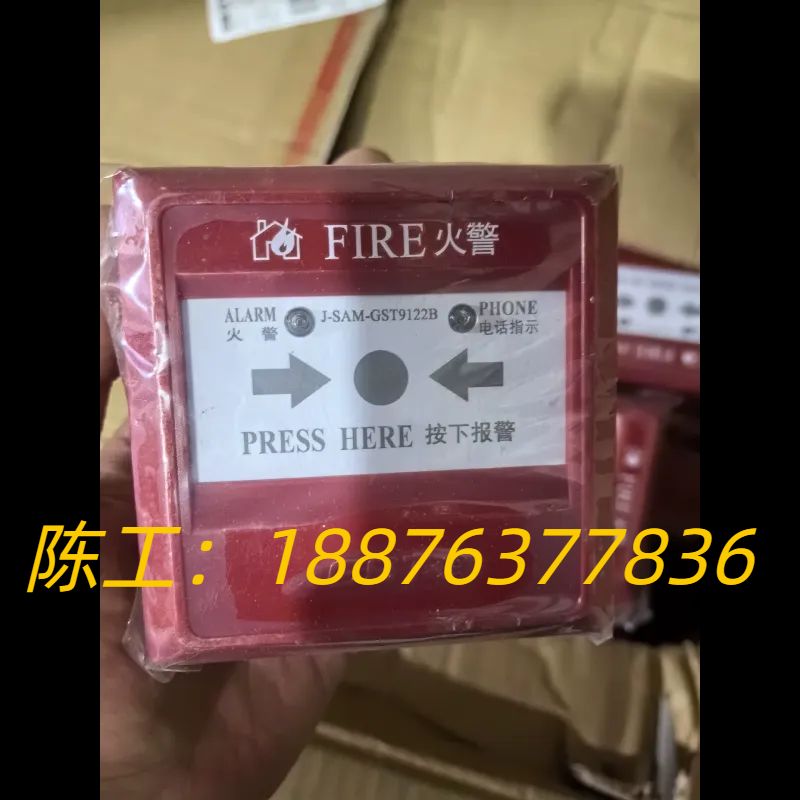 FIRE 火警
ALARM J-SAM-GST9122B PHONE
火 警 电话指示
PRESS HERE 按下报警
陈工：18876377836